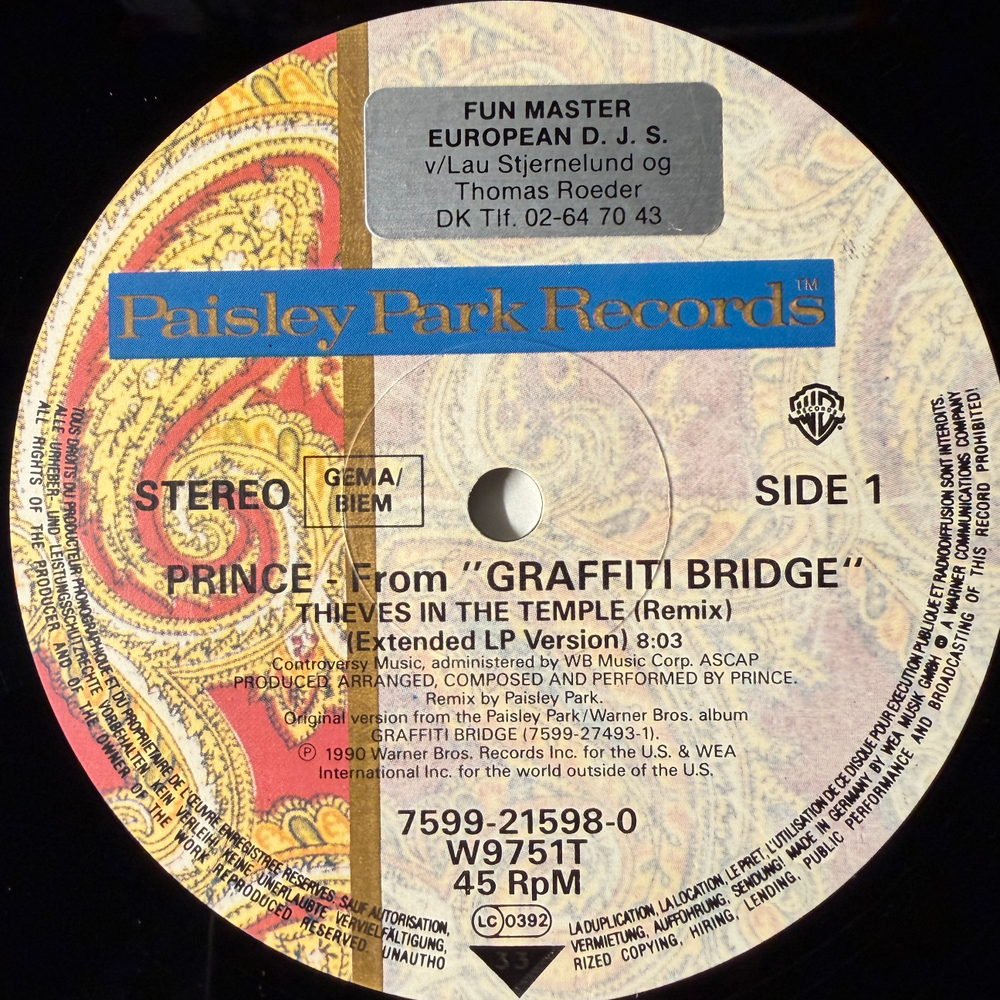 FUN MASTER
EUROPEAN D. J. S.
v/Lau Stjernelund og
Thomas Roeder
DK Tlf. 02-64 70 43
Paisley Park Records™
WB
RECORDS
STEREO
GEMA/
BIEM
SIDE 1
PRINCE - From "GRAFFITI BRIDGE"
THIEVES IN THE TEMPLE (Remix)
(Extended LP Version) 8:03
Controversy Music, administered by WB Music Corp. ASCAP
PRODUCED, ARRANGED, COMPOSED AND PERFORMED BY PRINCE.
Remix by Paisley Park.
Original version from the Paisley Park/Warner Bros. album
GRAFFITI BRIDGE (7599-27493-1).
℗ 1990 Warner Bros. Records Inc. for the U.S. & WEA
International Inc. for the world outside of the U.S.
7599-21598-0
W9751T
45 RpM
LC 0392
33
TOUS DROITS DU PRODUCTEUR PHONOGRAPHIQUE ET DU PROPRIETAIRE DE L'ŒUVRE ENREGISTREE RESERVES. SAUF AUTORISATION, LA DUPLICATION, LA LOCATION, LE PRET, L'UTILISATION DE CE DISQUE POUR EXECUTION PUBLIQUE ET RADIODIFFUSION SONT INTERDITS.
ALLE URHEBER- UND LEISTUNGSSCHUTZRECHTE VORBEHALTEN. KEIN VERLEIH! KEINE UNERLAUBTE VERVIELFÄLTIGUNG, VERMIETUNG, AUFFÜHRUNG, SENDUNG! MADE IN GERMANY BY WEA MUSIK GMBH A WARNER COMMUNICATIONS COMPANY
ALL RIGHTS OF THE PRODUCER AND OF THE OWNER OF THE WORK REPRODUCED RESERVED. UNAUTHORIZED COPYING, HIRING, LENDING, PUBLIC PERFORMANCE AND BROADCASTING OF THIS RECORD PROHIBITED!